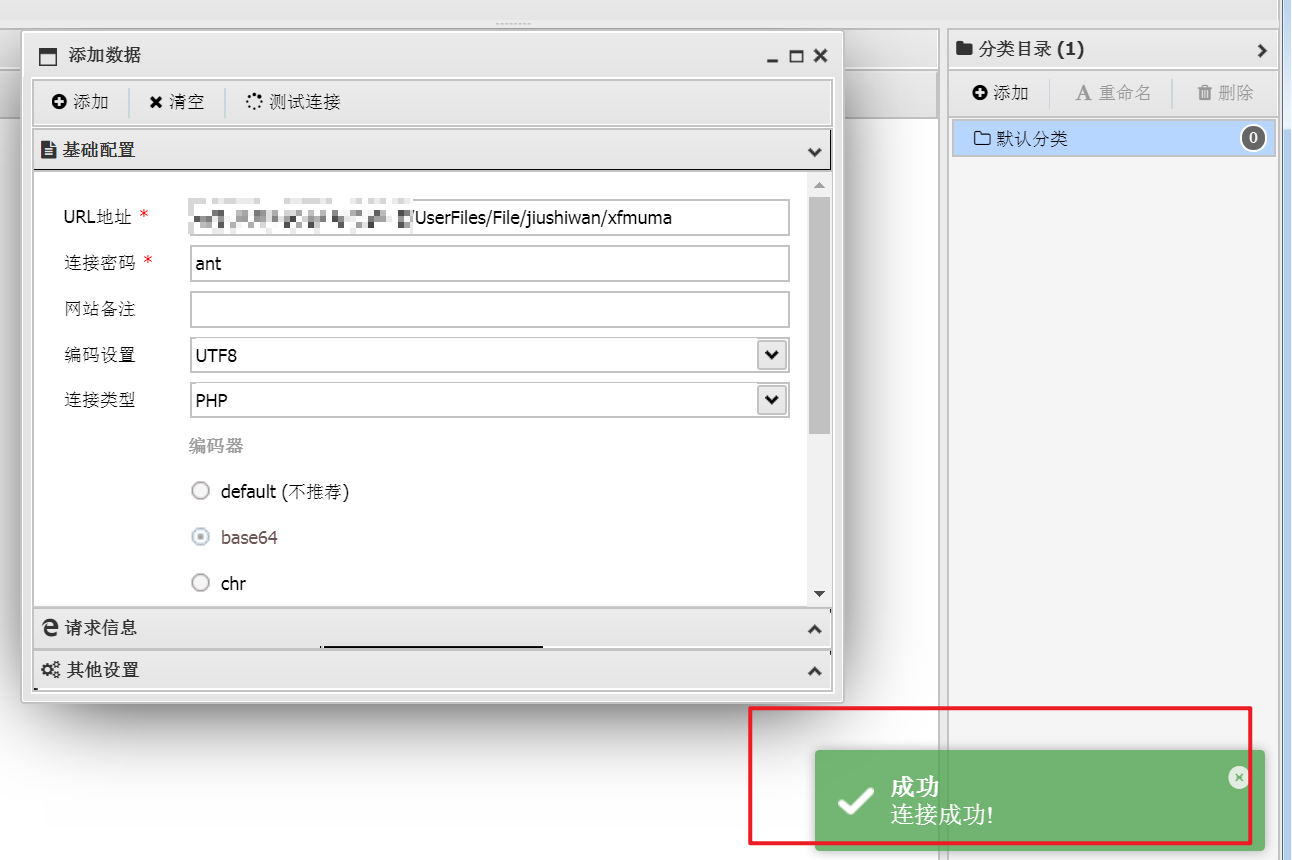 添加数据
添加 清空 测试连接
基础配置
URL地址 * /UserFiles/File/jiushiwan/xfmuma
连接密码 * ant
网站备注
编码设置 UTF8
连接类型 PHP
编码器
default (不推荐)
base64
chr
请求信息
其他设置
分类目录 (1)
添加 重命名 删除
默认分类 0
成功
连接成功!